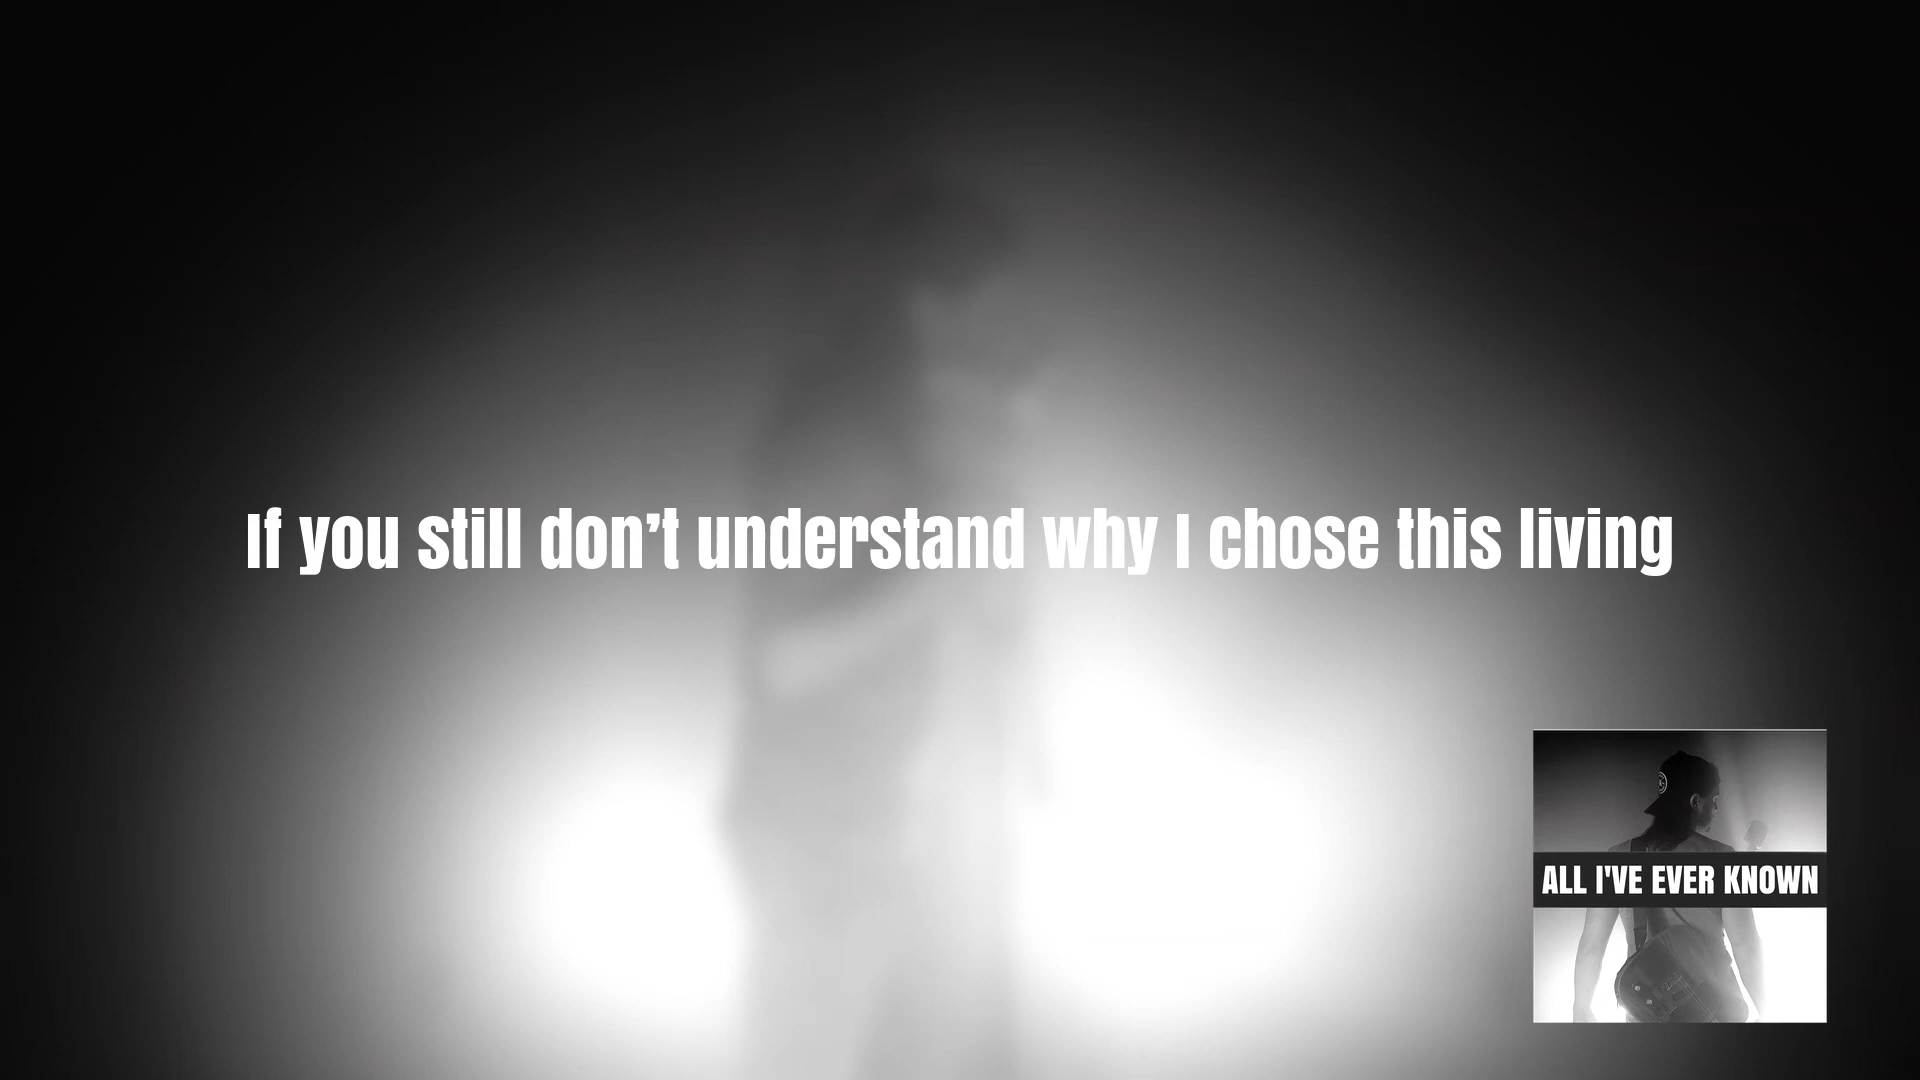 If you still don’t understand why I chose this living
ALL I'VE EVER KNOWN